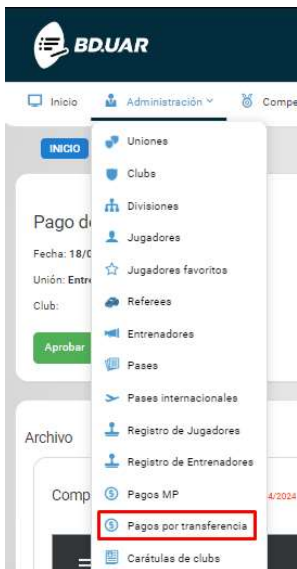 BD.UAR
Inicio Administración Compe
INICIO
Uniones
Clubs
Divisiones
Jugadores
Jugadores favoritos
Referees
Entrenadores
Pases
Pases internacionales
Registro de Jugadores
Registro de Entrenadores
Pagos MP
Pagos por transferencia
Carátulas de clubs
Pago d
Fecha: 18/0
Unión: Entr
Club:
Aprobar
Archivo
Comp
4/2024